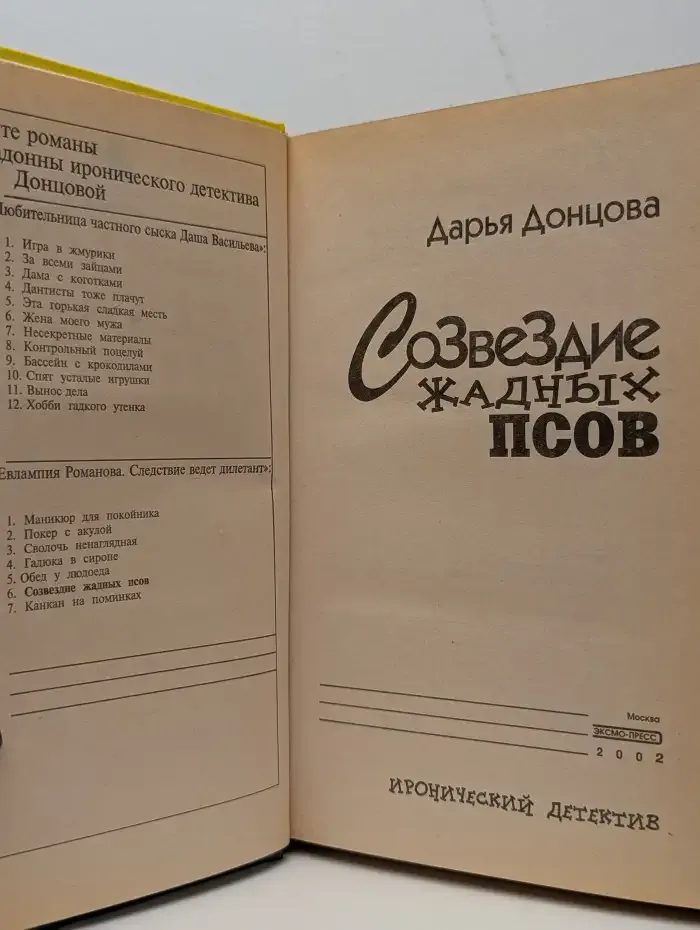 те романы
адонны иронического детектива
Донцовой
Любительница частного сыска Даша Васильева»:
1. Игра в жмурики
2. За всеми зайцами
3. Дама с коготками
4. Дантисты тоже плачут
5. Эта горькая сладкая месть
6. Жена моего мужа
7. Несекретные материалы
8. Контрольный поцелуй
9. Бассейн с крокодилами
10. Спят усталые игрушки
11. Вынос дела
12. Хобби гадкого утенка
Евлампия Романова. Следствие ведет дилетант»:
1. Маникюр для покойника
2. Покер с акулой
3. Сволочь ненаглядная
4. Гадюка в сиропе
5. Обед у людоеда
6. Созвездие жадных псов
7. Канкан на поминках
Дарья Донцова
Созвездие
жадных
псов
Москва
ЭКСМО-ПРЕСС
2002
ИРОНИЧЕСКИЙ ДЕТЕКТИВ